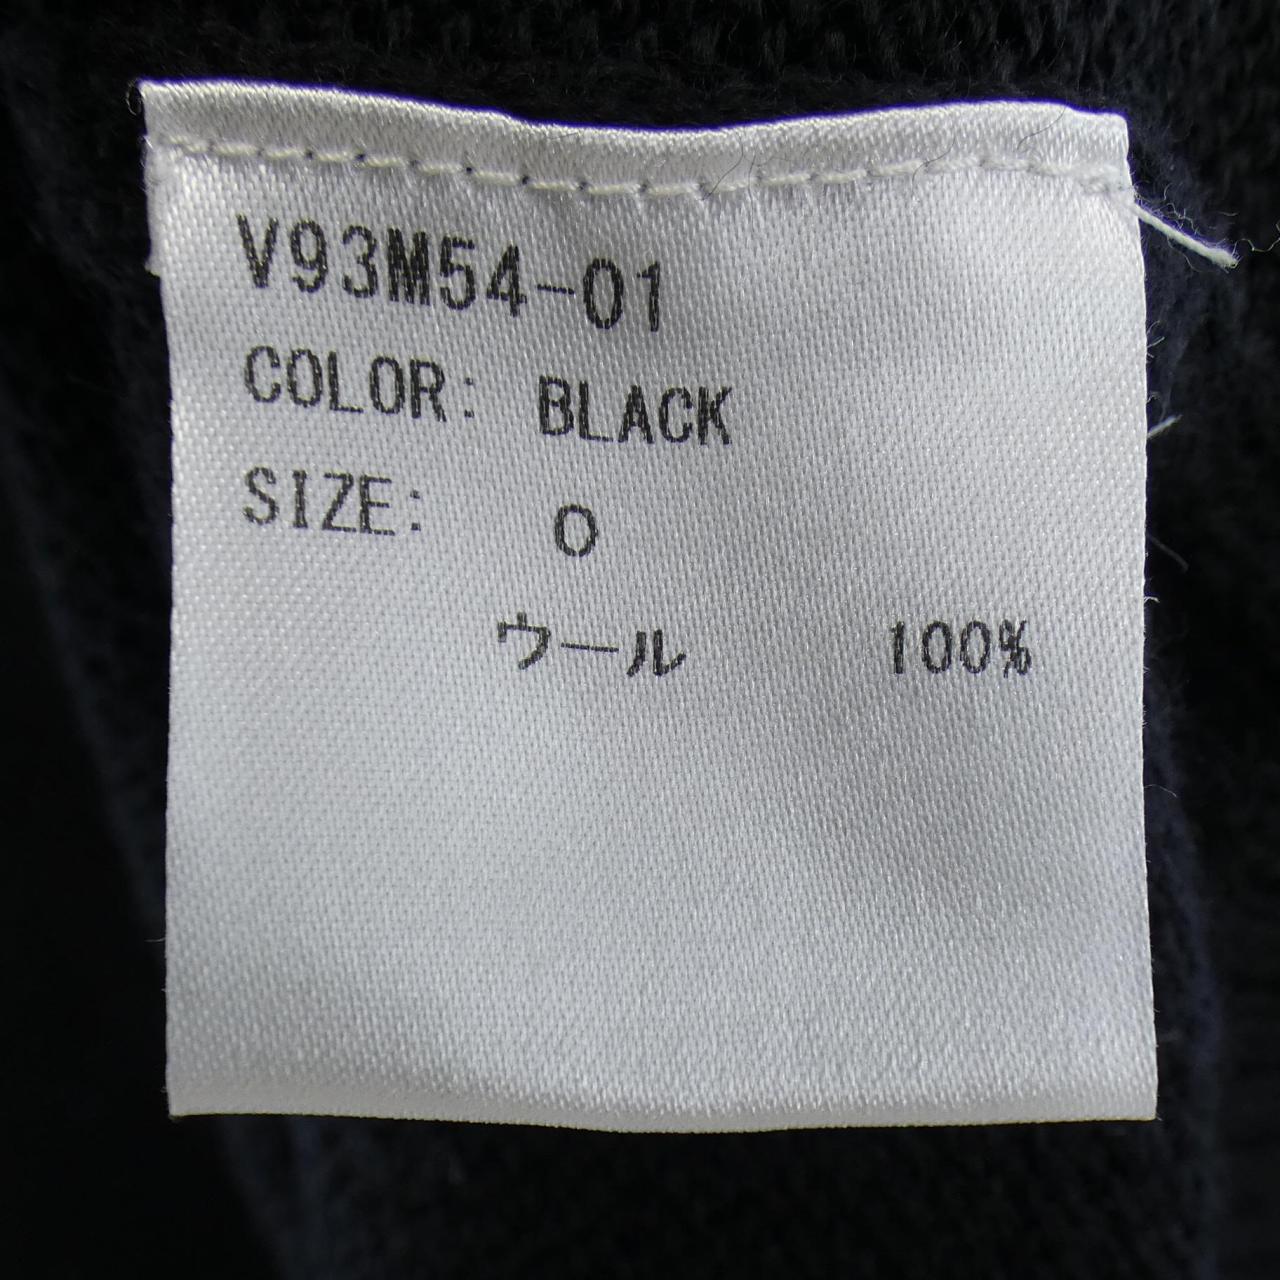 V93M54-01
COLOR: BLACK
SIZE: 0
ウール 100%